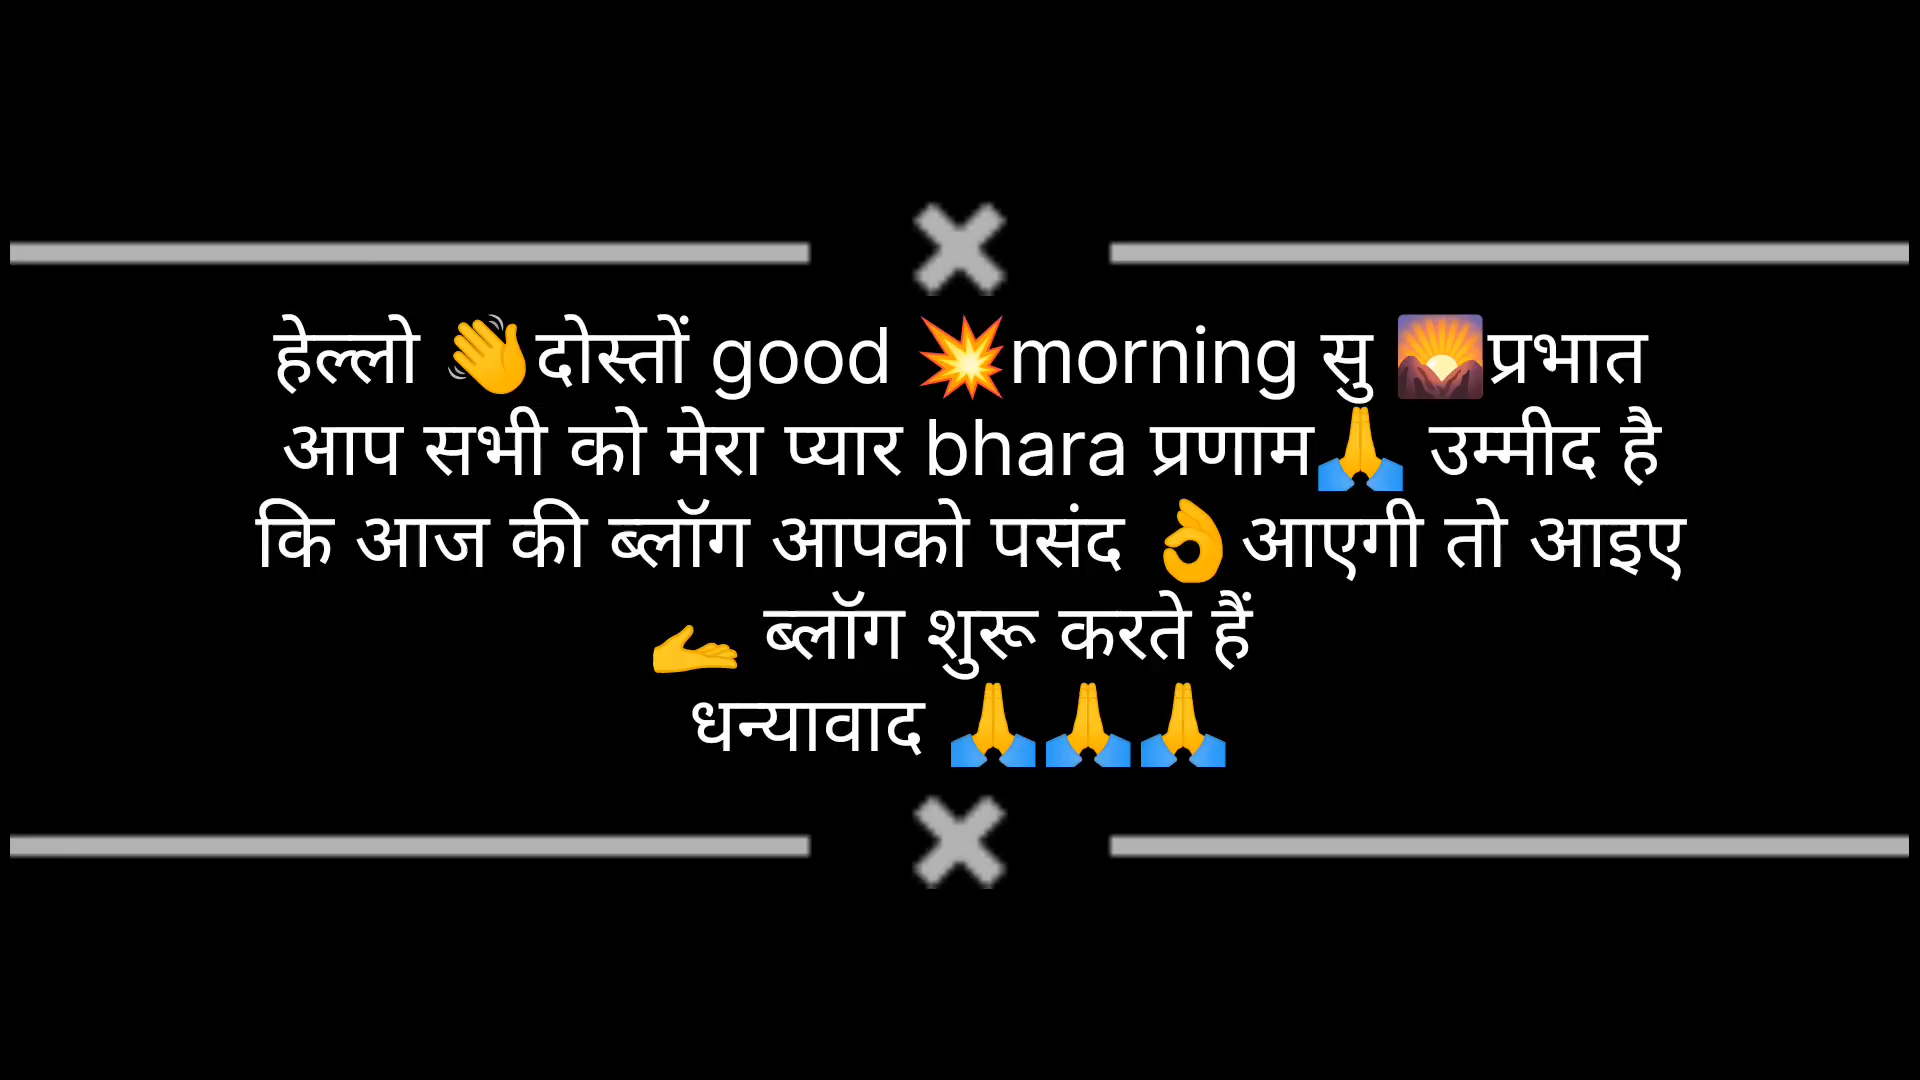 हेल्लो 👋दोस्तों good 💥morning सु 🌄प्रभात
आप सभी को मेरा प्यार bhara प्रणाम🙏 उम्मीद है
कि आज की ब्लॉग आपको पसंद 👌आएगी तो आइए
🫴 ब्लॉग शुरू करते हैं
धन्यावाद 🙏🙏🙏